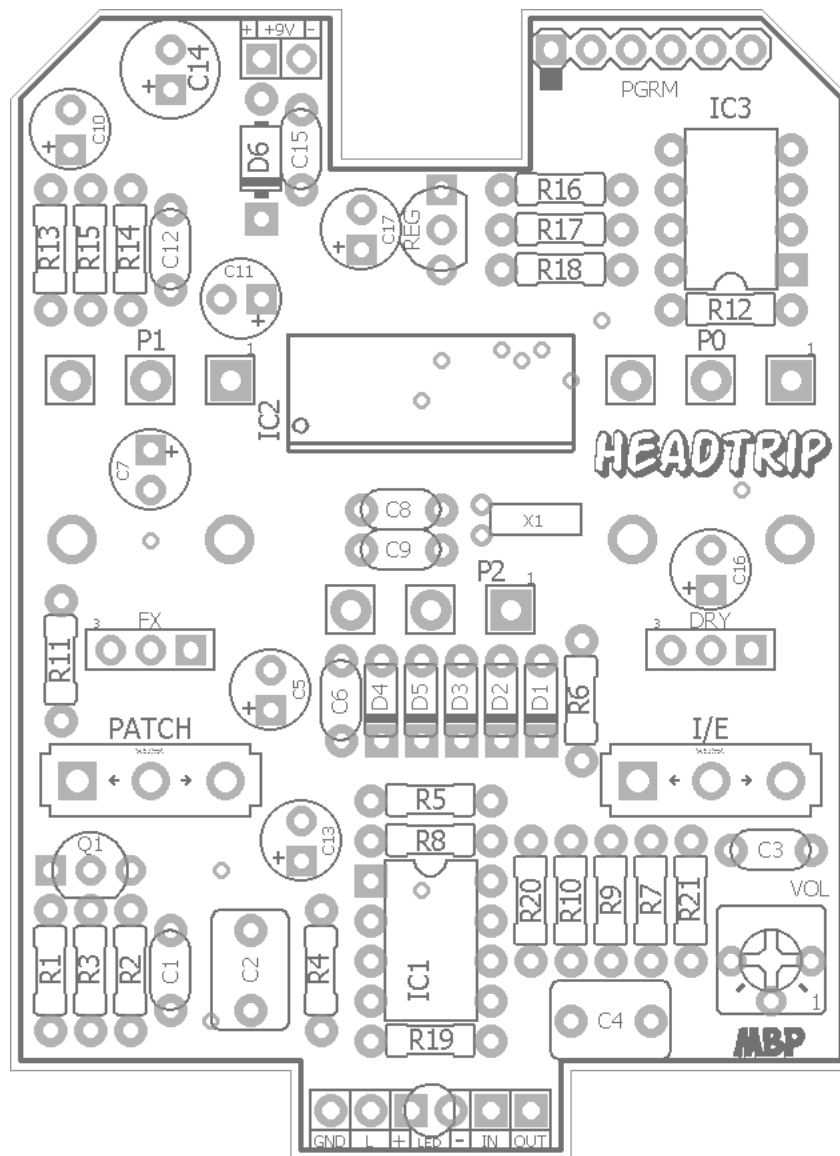 + +9V -
C14
+
C10
+
D6
C15
PGRM
IC3
R13
R15
R14
C12
C17
+
REG
R16
R17
R18
C11
+
R12
P1
1
P0
1
IC2
HEADTRIP
C7
+
C8
C9
X1
P2
1
C16
+
FX
3
DRY
3
R11
C5
+
C6
D4
D5
D3
D2
D1
R6
PATCH
I/E
R5
R8
C13
+
Q1
C3
VOL
R20
R10
R9
R7
R21
R1
R3
R2
C1
C2
R4
IC1
1
C4
R19
MBP
GND L + LED - IN OUT